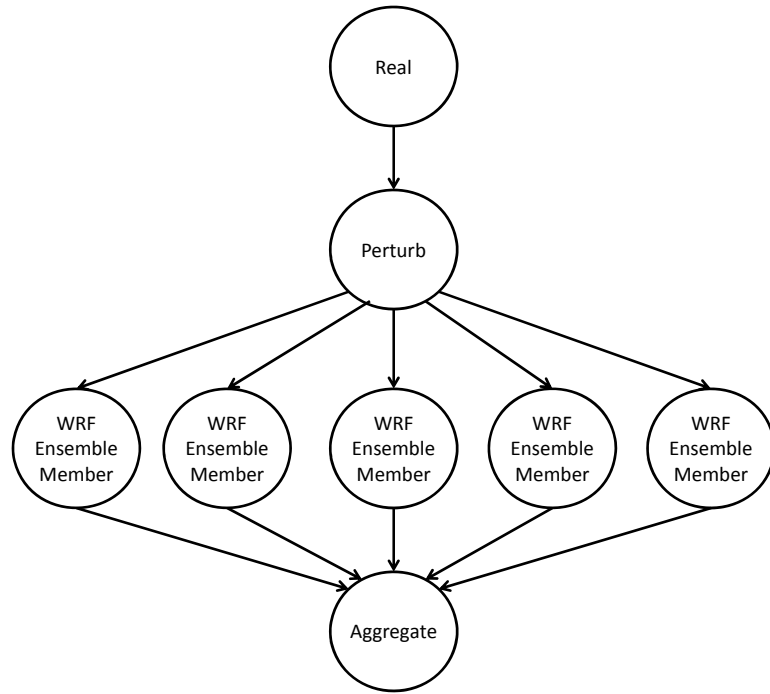 Real
Perturb
WRF
Ensemble
Member
WRF
Ensemble
Member
WRF
Ensemble
Member
WRF
Ensemble
Member
WRF
Ensemble
Member
Aggregate